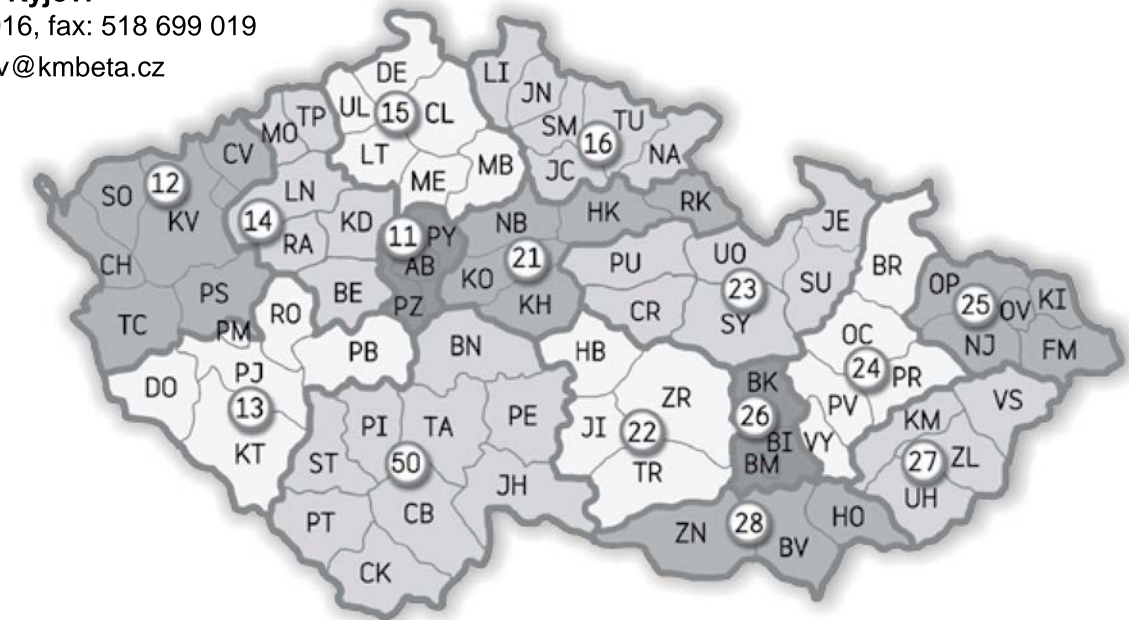 016, fax: 518 699 019
v@kmbeta.cz
DE
LI
JN
UL
15
CL
TP
MO
SM
TU
16
CV
LT
JC
NA
ME
MB
SO
12
LN
KV
14
KD
NB
HK
RK
JE
RA
11
PY
21
UO
CH
AB
PU
BR
KO
SU
OP
PS
BE
PZ
KH
CR
23
25
OV
KI
TC
RO
SY
PM
OC
NJ
FM
PB
BN
HB
24
PR
DO
PJ
BK
13
ZR
PV
VS
PI
TA
PE
JI
22
26
BI
VY
KM
KT
ST
50
TR
BM
27
ZL
JH
UH
PT
CB
ZN
28
HO
BV
CK